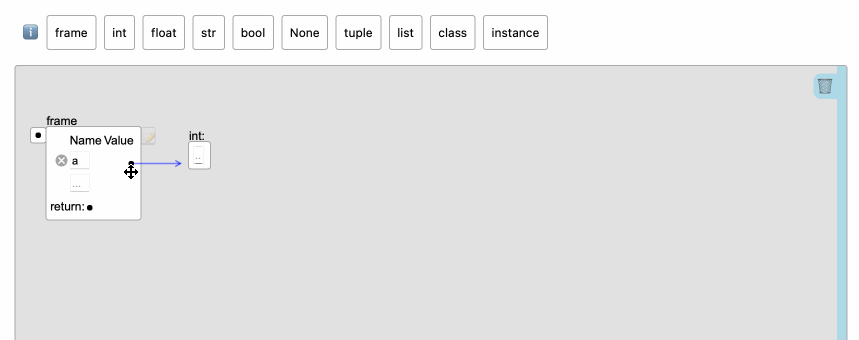 frame int float str bool None tuple list class instance
frame
Name Value
int:
a
..
...
return: